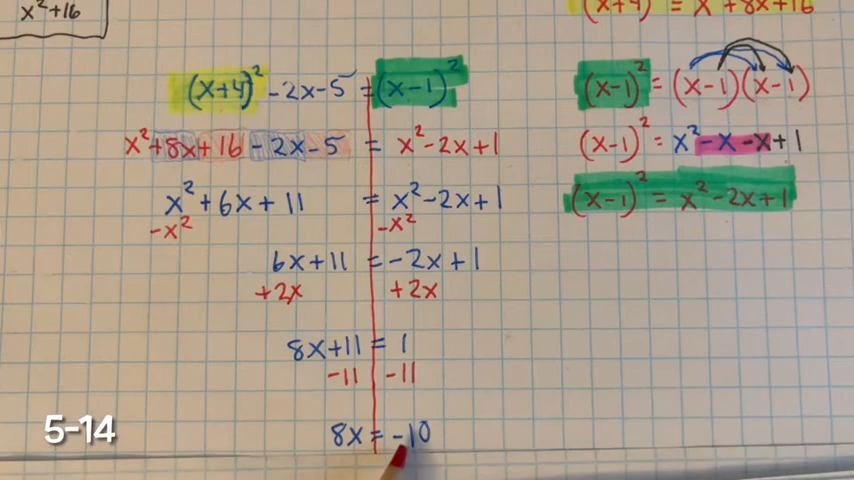 x²+16
(x+4)² = x²+8x+16
(x+4)² -2x-5 = (x-1)²
x²+8x+16 -2x-5 = x²-2x+1
x²+6x+11 = x²-2x+1
-x² -x²
6x+11 = -2x+1
+2x +2x
8x+11 = 1
-11 -11
8x = -10
(x-1)² = (x-1)(x-1)
(x-1)² = x²-x-x+1
(x-1)² = x²-2x+1
5-14